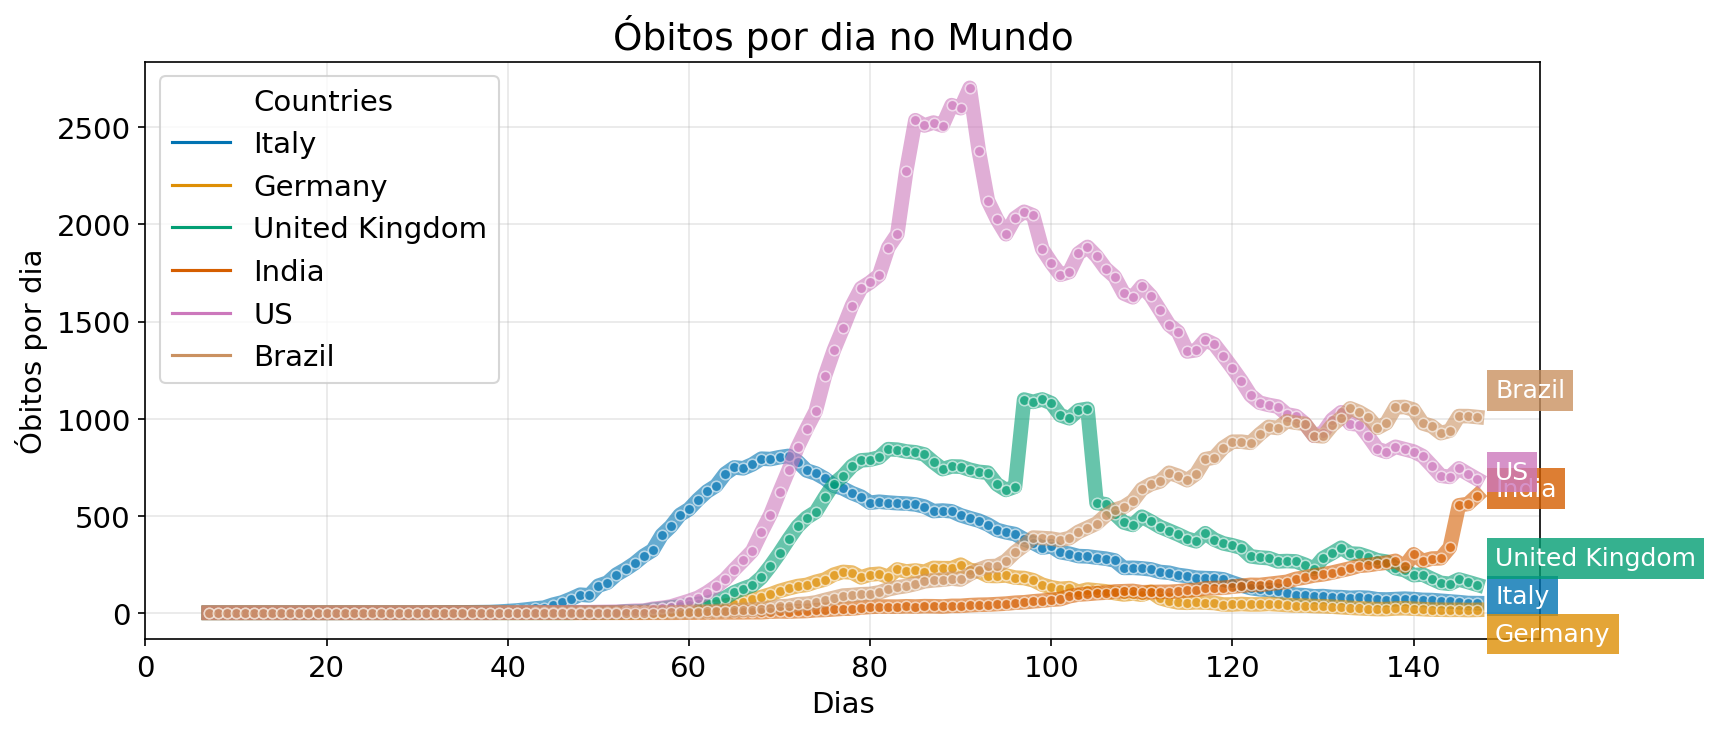 Óbitos por dia no Mundo
Óbitos por dia
2500
2000
1500
1000
500
0
Countries
Italy
Germany
United Kingdom
India
US
Brazil
Brazil
US
India
United Kingdom
Italy
Germany
0 20 40 60 80 100 120 140
Dias